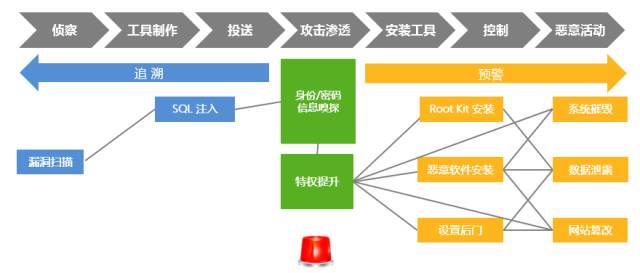 侦察
工具制作
投送
攻击渗透
安装工具
控制
恶意活动
追溯
预警
身份/密码
信息嗅探
SQL 注入
Root Kit 安装
系统摧毁
漏洞扫描
特权提升
恶意软件安装
数据泄露
设置后门
网站篡改